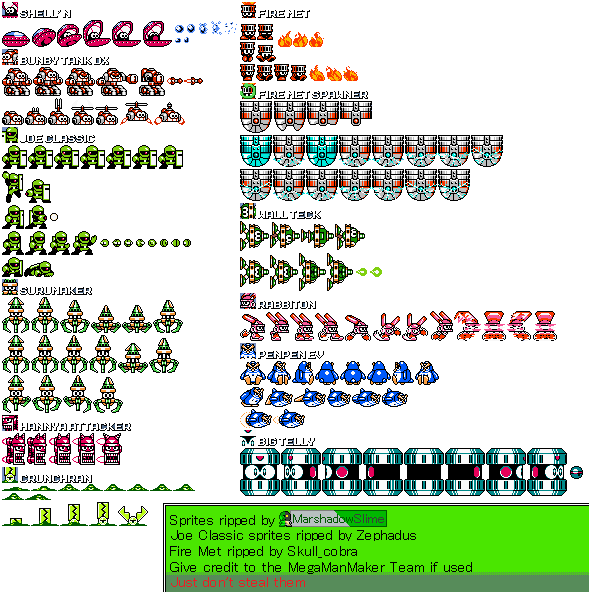 SHELL'N
BUNBY TANK DX
JOE CLASSIC
SURUMAKER
HANNYA ATTACKER
CRUNCHRAN
FIRE MET
FIRE MET SPAWNER
WALL TECK
RABBITON
PENPEN EV
BIG TELLY
Sprites ripped by MarshadowSlime
Joe Classic sprites ripped by Zephadus
Fire Met ripped by Skull_cobra
Give credit to the MegaManMaker Team if used
Just don't steal them